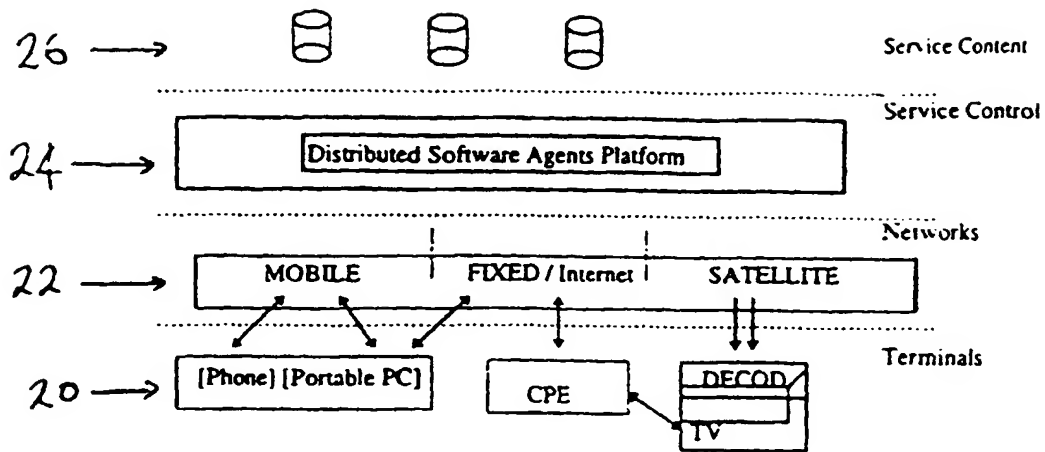 26
Service Content
Service Control
24
Distributed Software Agents Platform
Networks
22
MOBILE
FIXED / Internet
SATELLITE
Terminals
20
[Phone] [Portable PC]
CPE
DECOD
TV